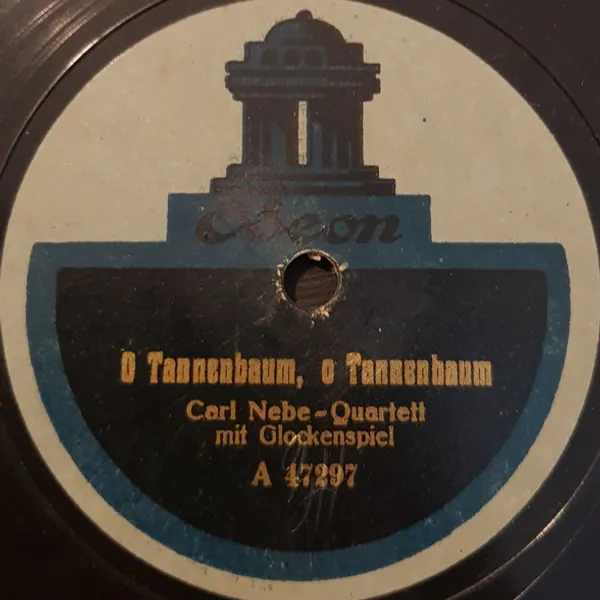 Odeon
O Tannenbaum, o Tannenbaum
Carl Nebe-Quartett
mit Glockenspiel
A 47297